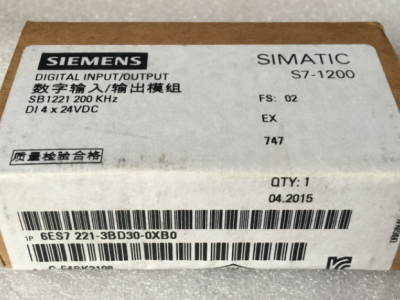 SIEMENS
SIMATIC
S7-1200
DIGITAL INPUT/OUTPUT
数字输入/输出模组
SB1221 200 KHz
DI 4 x 24VDC
FS: 02
EX
747
质量检验合格
QTY: 1
04.2015
1P 6ES7 221-3BD30-0XB0